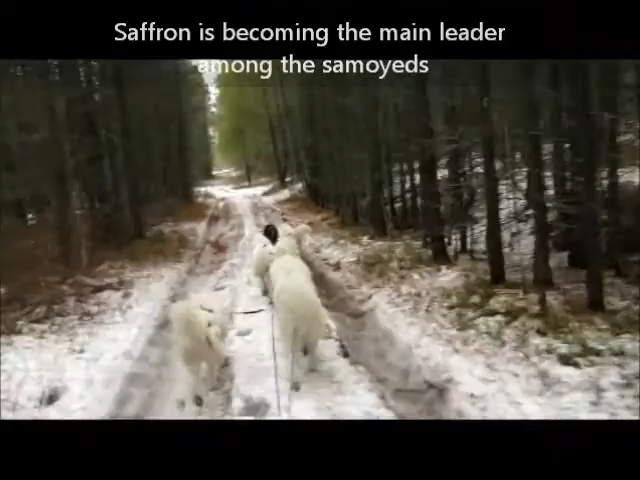 Saffron is becoming the main leader
among the samoyeds